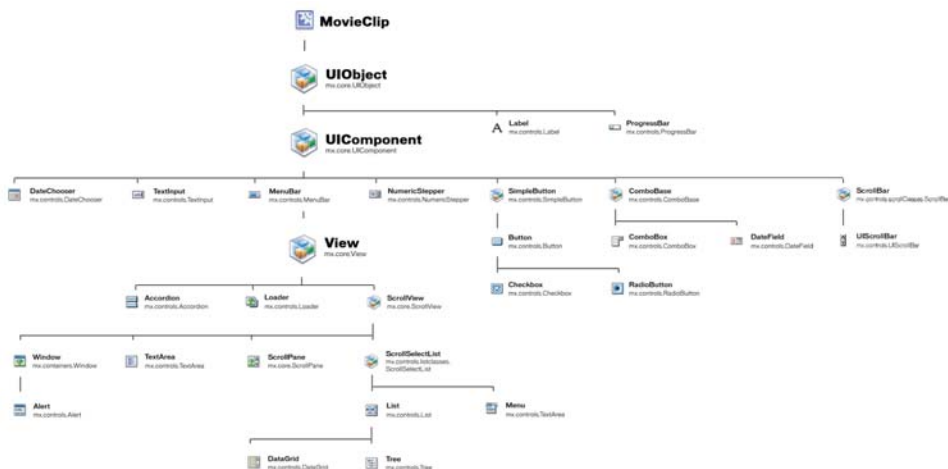 MovieClip
UIObject
mx.core.UIObject
Label
mx.controls.Label
ProgressBar
mx.controls.ProgressBar
UIComponent
mx.core.UIComponent
DateChooser
mx.controls.DateChooser
TextInput
mx.controls.TextInput
MenuBar
mx.controls.MenuBar
NumericStepper
mx.controls.NumericStepper
SimpleButton
mx.controls.SimpleButton
ComboBase
mx.controls.ComboBase
ScrollBar
Button
mx.controls.Button
ComboBox
mx.controls.ComboBox
DateField
mx.controls.DateField
UIScrollBar
mx.controls.UIScrollBar
View
mx.core.View
Checkbox
mx.controls.Checkbox
RadioButton
mx.controls.RadioButton
Accordion
mx.controls.Accordion
Loader
mx.controls.Loader
ScrollView
mx.core.ScrollView
Window
mx.containers.Window
TextArea
mx.controls.TextArea
ScrollPane
mx.core.ScrollPane
ScrollSelectList
mx.controls.listclasses.
ScrollSelectList
Alert
mx.controls.Alert
List
mx.controls.List
Menu
mx.controls.TextArea
DataGrid
mx.controls.DataGrid
Tree
mx.controls.Tree